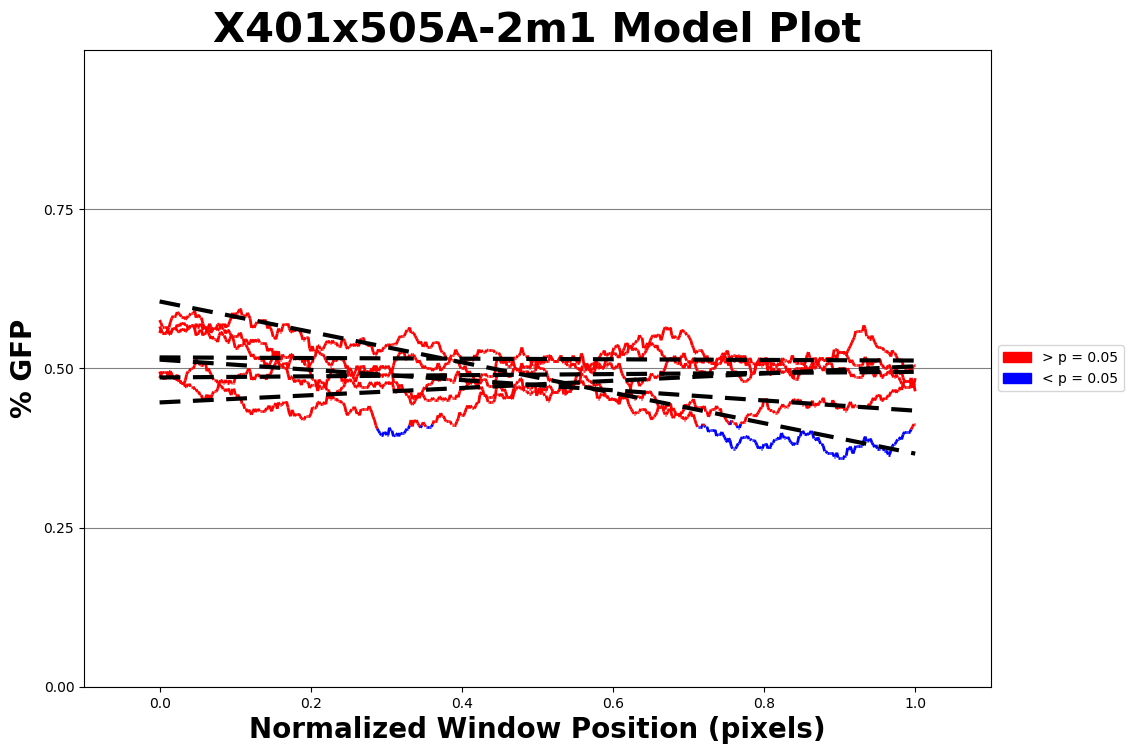 X401x505A-2m1 Model Plot
% GFP
0.75
0.50
0.25
0.00
0.0 0.2 0.4 0.6 0.8 1.0
Normalized Window Position (pixels)
> p = 0.05
< p = 0.05